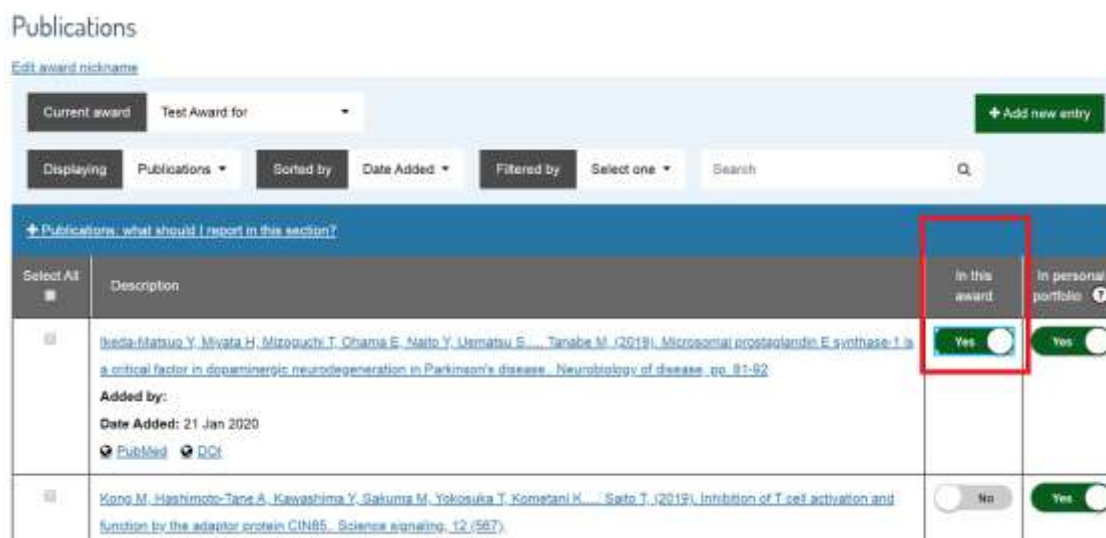 Publications
Edit award nickname
Current award Test Award for
+ Add new entry
Displaying Publications Sorted by Date Added Filtered by Select one Search
+ Publications: what should I report in this section?
Select All Description In this award In personal portfolio ?
Ikeda-Matsuo Y, Miyata H, Mizoguchi T, Ohama E, Naito Y, Uematsu S,.... Tanabe M. (2019). Microsomal prostaglandin E synthase-1 is Yes Yes
a critical factor in dopaminergic neurodegeneration in Parkinson's disease.. Neurobiology of disease, pp. 81-92
Added by:
Date Added: 21 Jan 2020
PubMed DOI
Kong M, Hashimoto-Tane A, Kawashima Y, Sakuma M, Yokosuka T, Kometani K,.... Saito T. (2019). Inhibition of T cell activation and No Yes
function by the adaptor protein CIN85.. Science signaling, 12 (567).